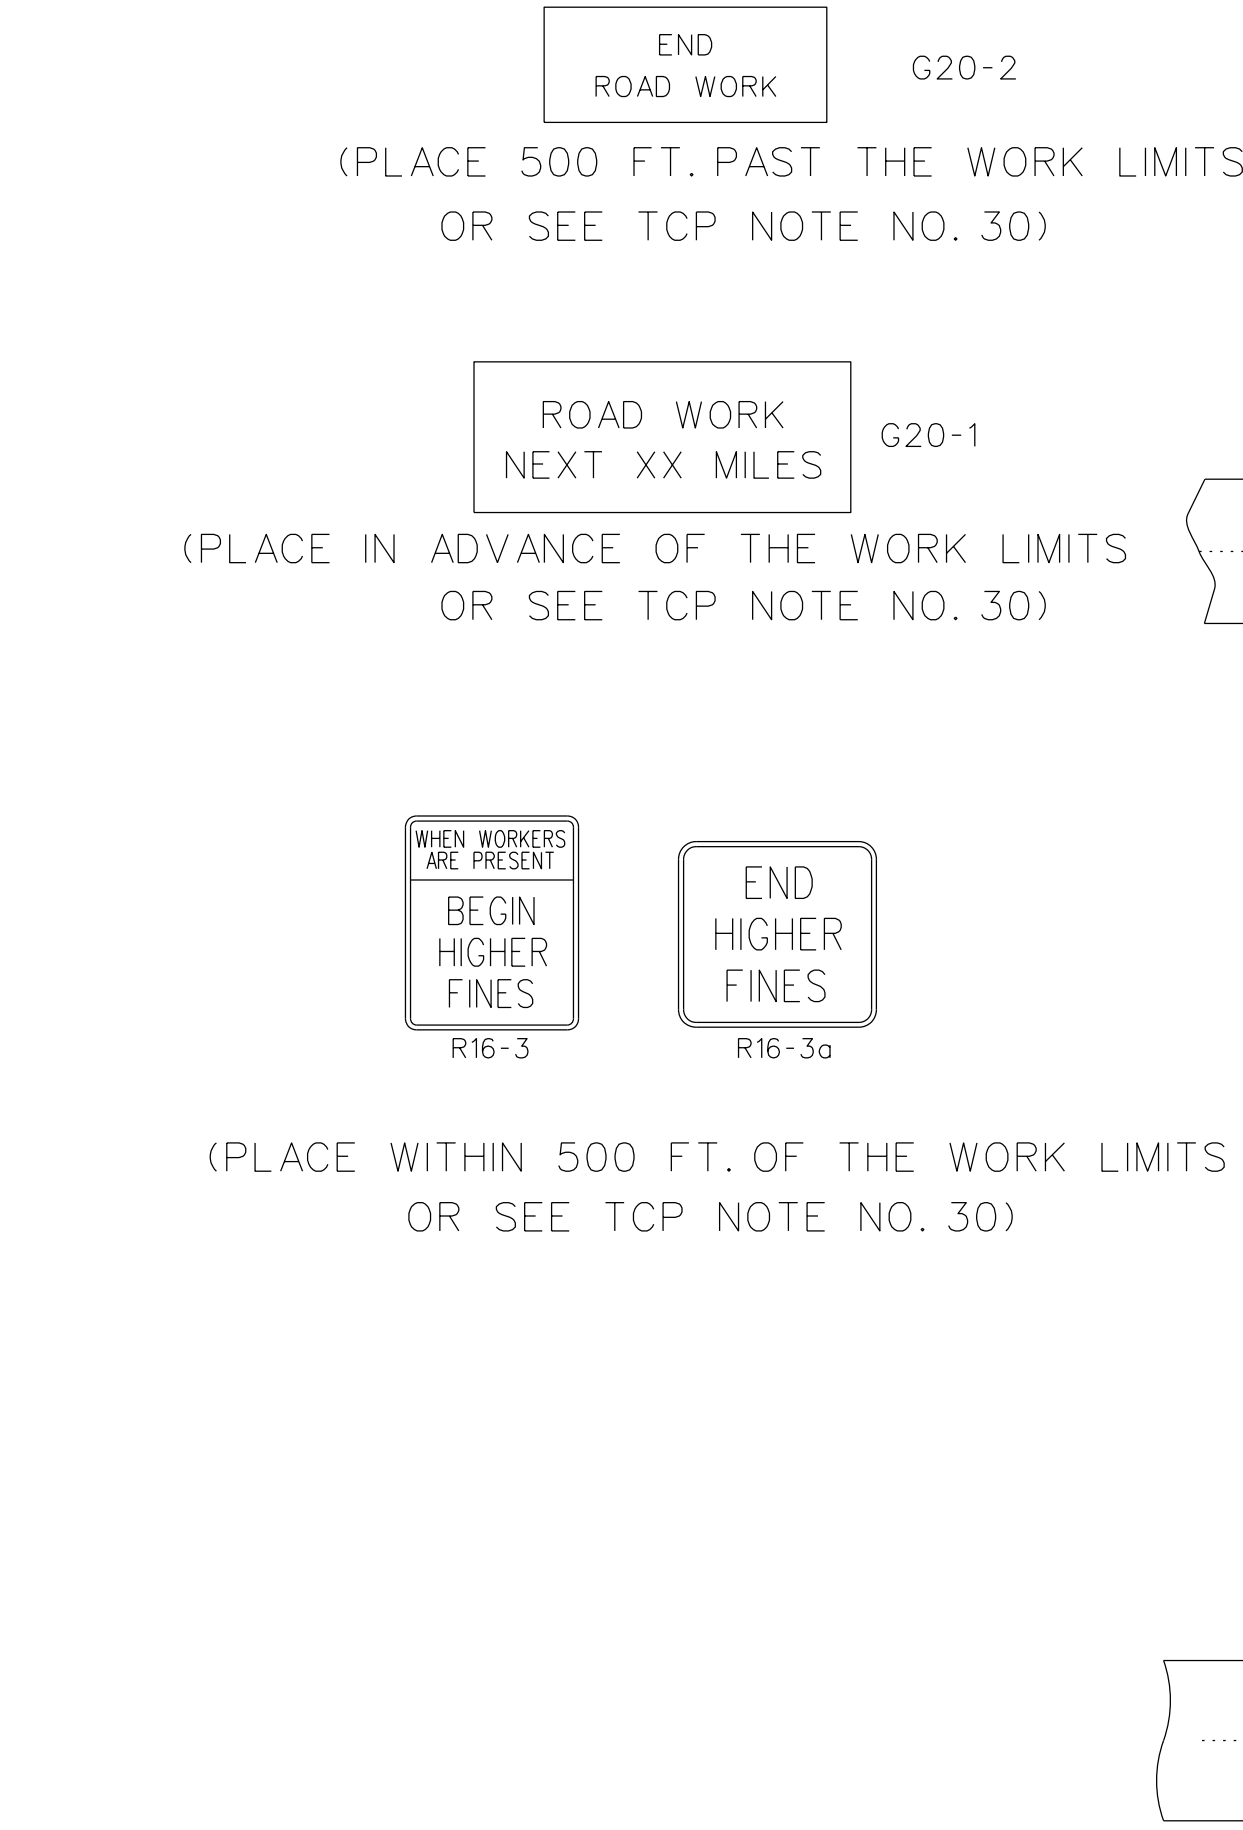 END
ROAD WORK
G20-2
(PLACE 500 FT. PAST THE WORK LIMITS
OR SEE TCP NOTE NO. 30)
ROAD WORK
NEXT XX MILES
G20-1
(PLACE IN ADVANCE OF THE WORK LIMITS
OR SEE TCP NOTE NO. 30)
WHEN WORKERS
ARE PRESENT
BEGIN
HIGHER
FINES
R16-3
END
HIGHER
FINES
R16-3a
(PLACE WITHIN 500 FT. OF THE WORK LIMITS
OR SEE TCP NOTE NO. 30)